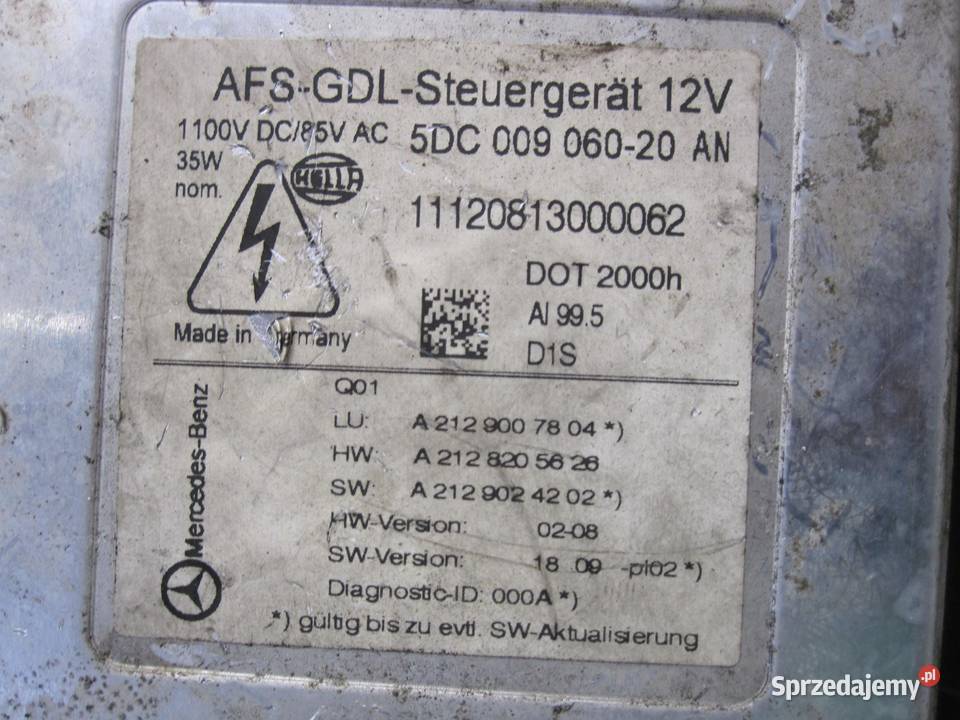 AFS-GDL-Steuergerät 12V
1100V DC/85V AC 5DC 009 060-20 AN
35W
nom.
HELLA
11120813000062
DOT 2000h
Al 99.5
D1S
Made in Germany
Mercedes-Benz
Q01
LU: A 212 900 78 04 *)
HW: A 212 820 56 26
SW: A 212 902 42 02 *)
HW-Version: 02-08
SW-Version: 18 09 -pl02 *)
Diagnostic-ID: 000A *)
*) gültig bis zu evtl. SW-Aktualisierung
Sprzedajemy.pl